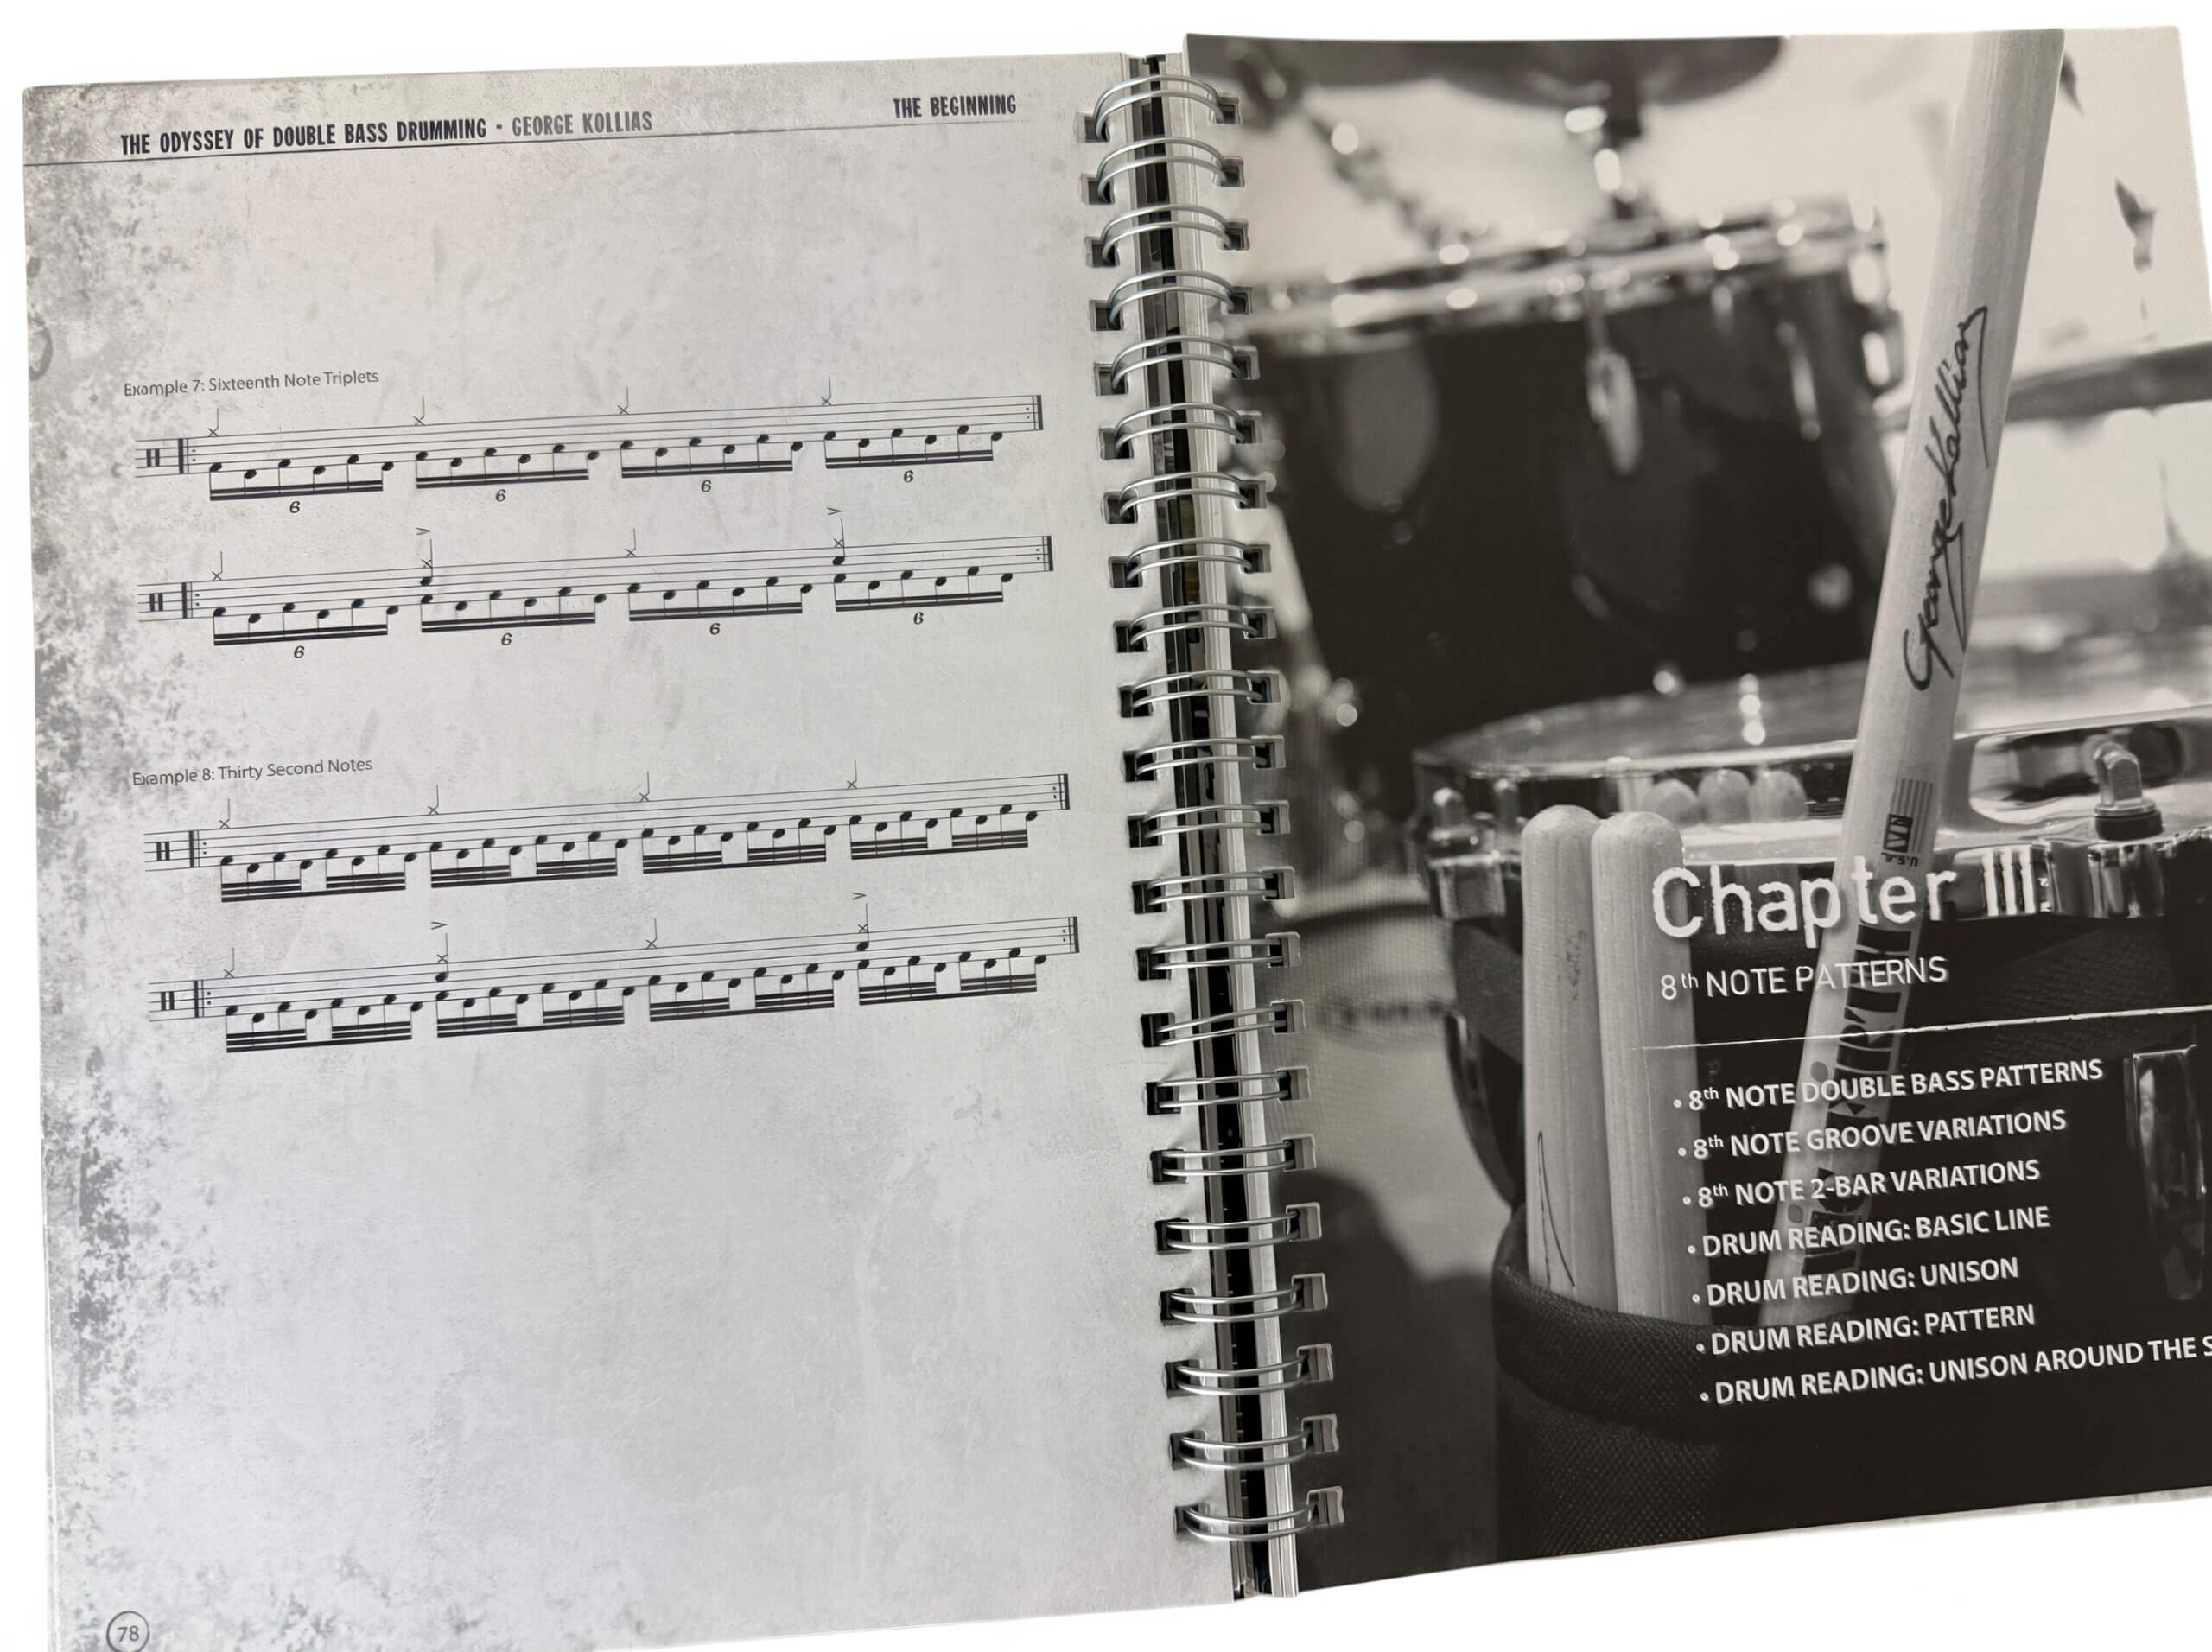 THE ODYSSEY OF DOUBLE BASS DRUMMING - GEORGE KOLLIAS
THE BEGINNING
Example 7: Sixteenth Note Triplets
6 6 6 6
6 6 6 6
Example 8: Thirty Second Notes
78
George Kollias
VF
U.S.A.
Chapter III:
8th NOTE PATTERNS
• 8th NOTE DOUBLE BASS PATTERNS
• 8th NOTE GROOVE VARIATIONS
• 8th NOTE 2-BAR VARIATIONS
• DRUM READING: BASIC LINE
• DRUM READING: UNISON
• DRUM READING: PATTERN
• DRUM READING: UNISON AROUND THE S